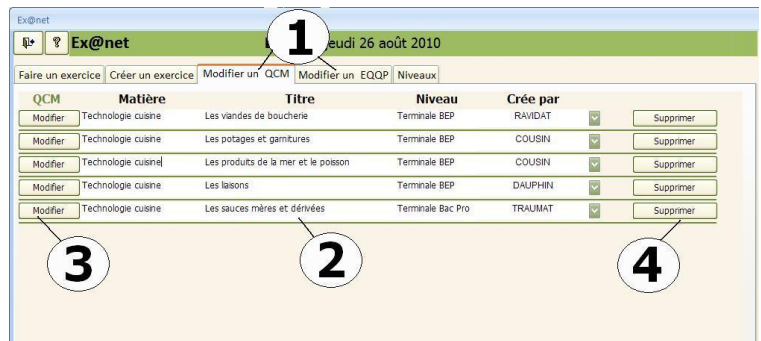 Ex@net
? Ex@net 1 eudi 26 août 2010
Faire un exercice Créer un exercice Modifier un QCM Modifier un EQQP Niveaux
QCM Matière Titre Niveau Crée par
Modifier Technologie cuisine Les viandes de boucherie Terminale BEP RAVIDAT Supprimer
Modifier Technologie cuisine Les potages et garnitures Terminale BEP COUSIN Supprimer
Modifier Technologie cuisine Les produits de la mer et le poisson Terminale BEP COUSIN Supprimer
Modifier Technologie cuisine Les liaisons Terminale BEP DAUPHIN Supprimer
Modifier Technologie cuisine Les sauces mères et dérivées Terminale Bac Pro TRAUMAT Supprimer
3 2 4